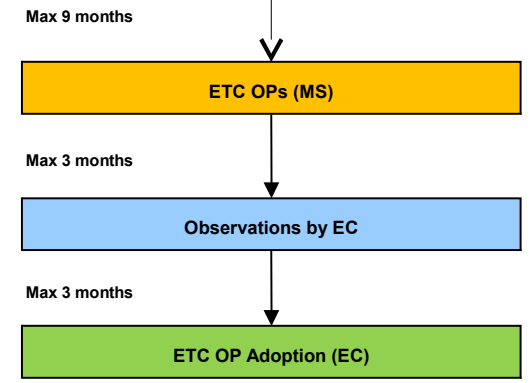 Max 9 months
ETC OPs (MS)
Max 3 months
Observations by EC
Max 3 months
ETC OP Adoption (EC)